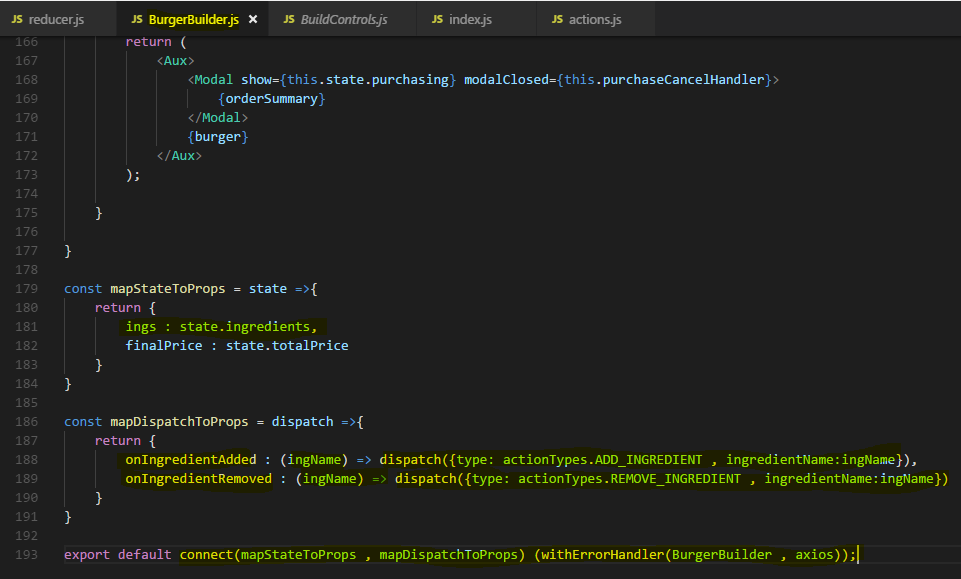 JS reducer.js JS BurgerBuilder.js × JS BuildControls.js JS index.js JS actions.js
166 return (
167 <Aux>
168 <Modal show={this.state.purchasing} modalClosed={this.purchaseCancelHandler}>
169 {orderSummary}
170 </Modal>
171 {burger}
172 </Aux>
173 );
174
175 }
176
177 }
178
179 const mapStateToProps = state =>{
180 return {
181 ings : state.ingredients,
182 finalPrice : state.totalPrice
183 }
184 }
185
186 const mapDispatchToProps = dispatch =>{
187 return {
188 onIngredientAdded : (ingName) => dispatch({type: actionTypes.ADD_INGREDIENT , ingredientName:ingName}),
189 onIngredientRemoved : (ingName) => dispatch({type: actionTypes.REMOVE_INGREDIENT , ingredientName:ingName})
190 }
191 }
192
193 export default connect(mapStateToProps , mapDispatchToProps) (withErrorHandler(BurgerBuilder , axios));